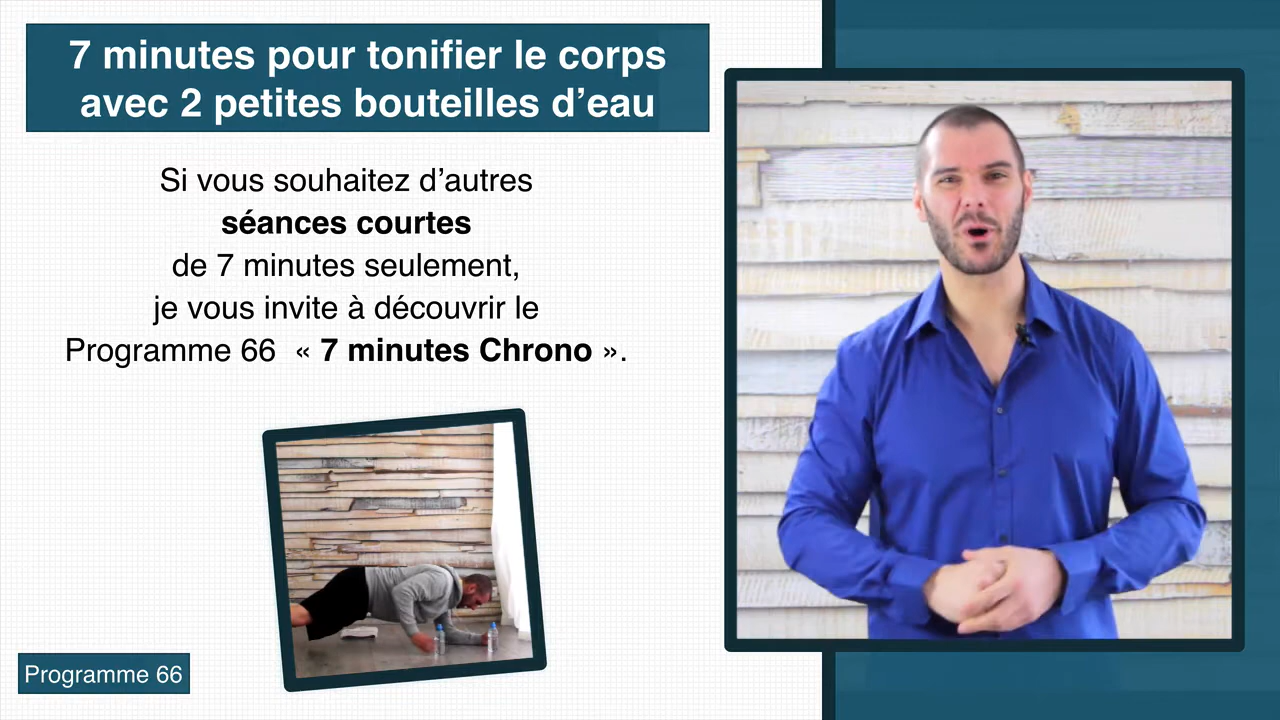 7 minutes pour tonifier le corps
avec 2 petites bouteilles d’eau
Si vous souhaitez d’autres
séances courtes
de 7 minutes seulement,
je vous invite à découvrir le
Programme 66 « 7 minutes Chrono ».
Programme 66